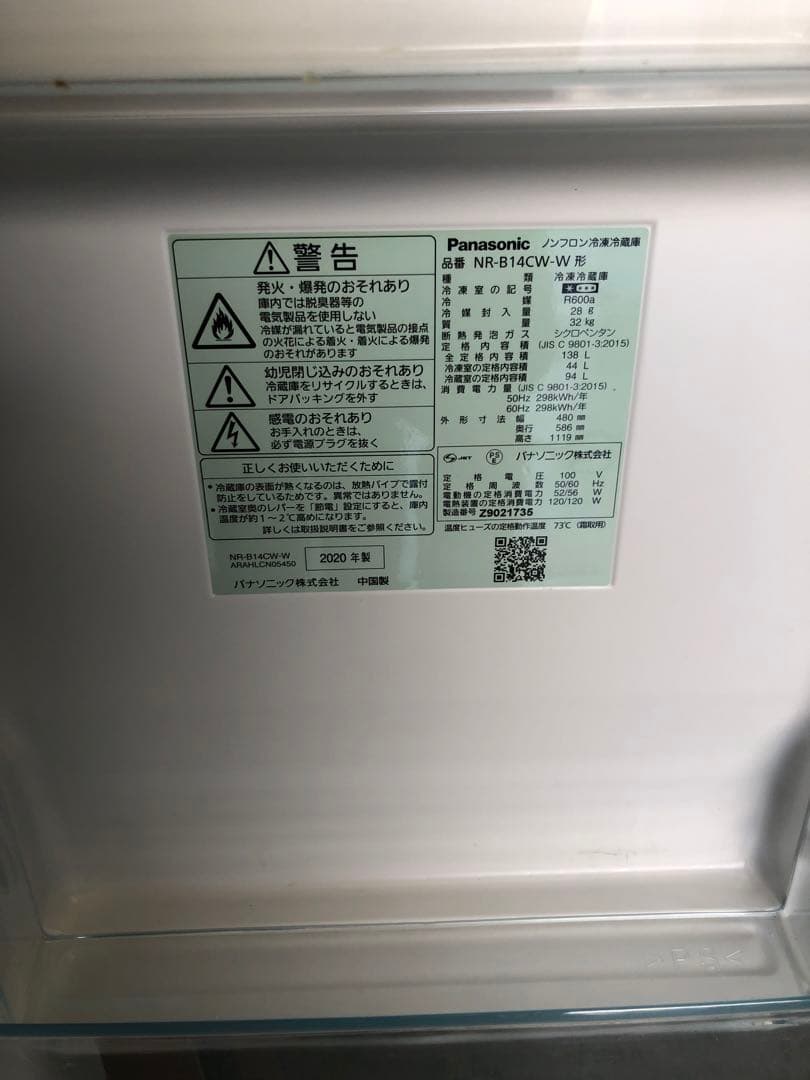 警告
発火・爆発のおそれあり
庫内では脱臭器等の
電気製品を使用しない
冷媒が漏れていると電気製品の接点
の火花による着火・着火による爆発
のおそれがあります
幼児閉じ込みのおそれあり
冷蔵庫をリサイクルするときは、
ドアパッキングを外す
感電のおそれあり
お手入れのときは、
必ず電源プラグを抜く
正しくお使いいただくために
• 冷蔵庫の表面が熱くなるのは、放熱パイプで露付
防止をしているためです。異常ではありません。
• 冷蔵室奥のレバーを「節電」設定にすると、庫内
温度が約1～2℃高めになります。
詳しくは取扱説明書をご参照ください。
NR-B14CW-W
ARAHLCN05450
2020 年製
パナソニック株式会社 中国製
Panasonic ノンフロン冷凍冷蔵庫
品番 NR-B14CW-W 形
種類 冷凍冷蔵庫
冷凍室の記号
冷媒 R600a
冷媒封入量 28 g
質量 32 kg
断熱発泡ガス シクロペンタン
定格内容積 (JIS C 9801-3:2015)
全定格内容積 138 L
冷凍室の定格内容積 44 L
冷蔵室の定格内容積 94 L
消費電力量 (JIS C 9801-3:2015)
50Hz 298kWh/年
60Hz 298kWh/年
外形寸法 幅 480 mm
奥行 586 mm
高さ 1119 mm
JET PS E パナソニック株式会社
定格電圧 100 V
定格周波数 50/60 Hz
電動機の定格消費電力 52/56 W
電熱装置の定格消費電力 120/120 W
製造番号 Z9021735
温度ヒューズの定格動作温度 73℃ (霜取用)
>PS<